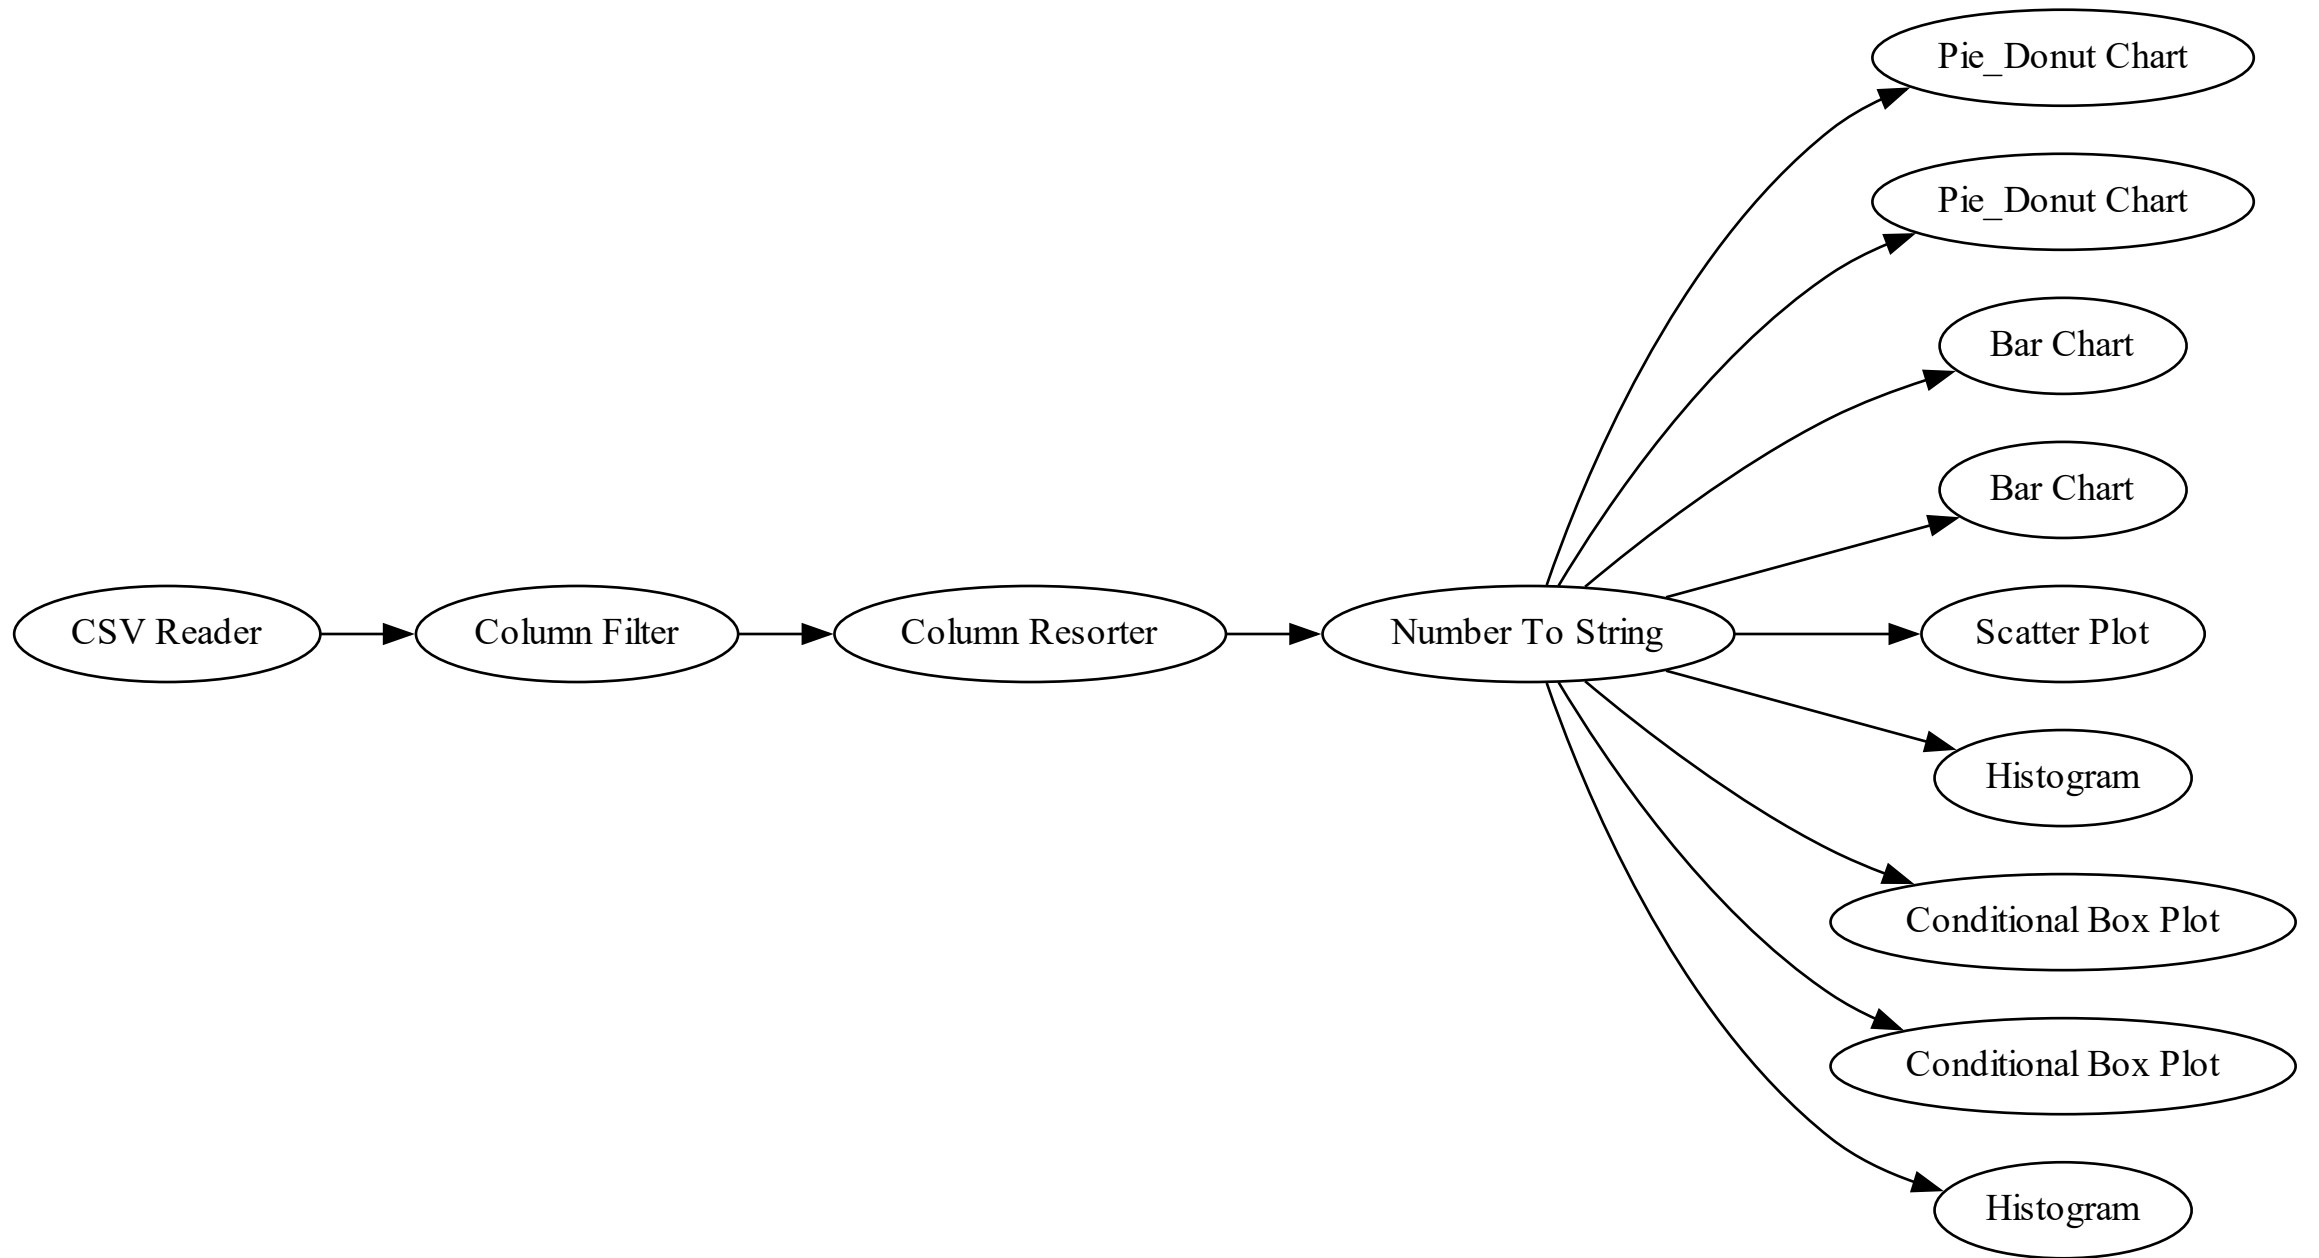 Pie_Donut Chart
Pie_Donut Chart
Bar Chart
Bar Chart
CSV Reader
Column Filter
Column Resorter
Number To String
Scatter Plot
Histogram
Conditional Box Plot
Conditional Box Plot
Histogram